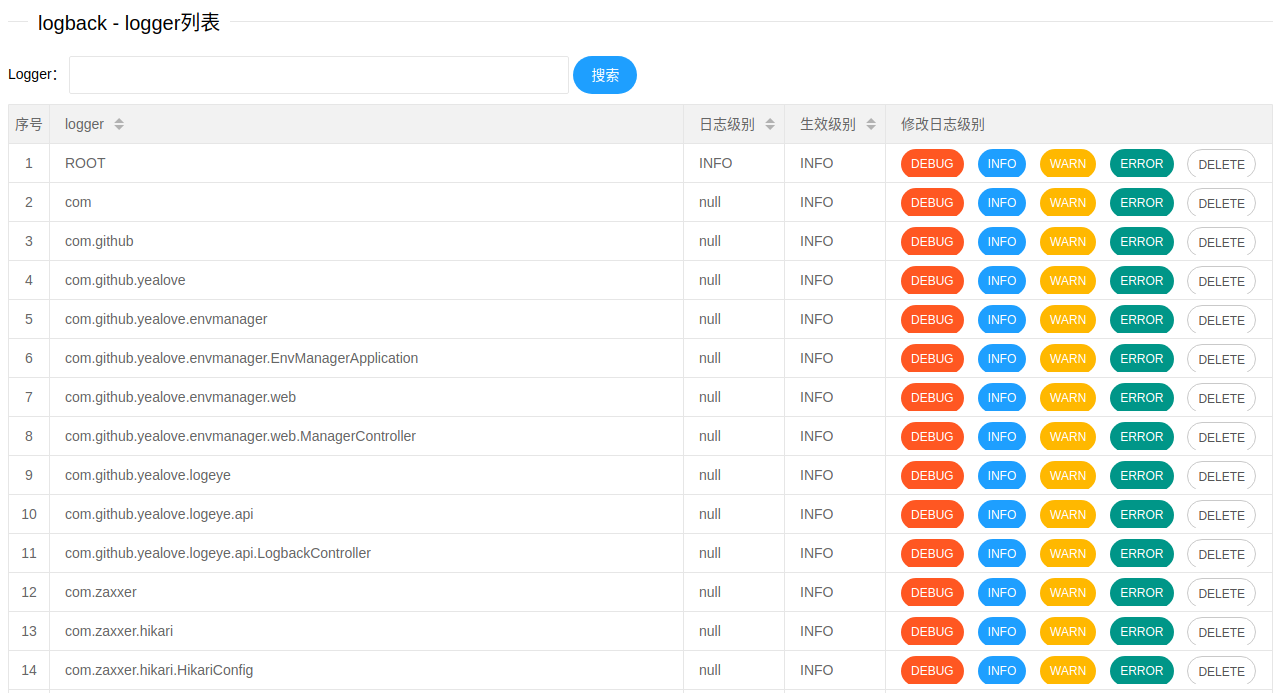 logback - logger列表
Logger： 搜索
序号 logger 日志级别 生效级别 修改日志级别
1 ROOT INFO INFO DEBUG INFO WARN ERROR DELETE
2 com null INFO DEBUG INFO WARN ERROR DELETE
3 com.github null INFO DEBUG INFO WARN ERROR DELETE
4 com.github.yealove null INFO DEBUG INFO WARN ERROR DELETE
5 com.github.yealove.envmanager null INFO DEBUG INFO WARN ERROR DELETE
6 com.github.yealove.envmanager.EnvManagerApplication null INFO DEBUG INFO WARN ERROR DELETE
7 com.github.yealove.envmanager.web null INFO DEBUG INFO WARN ERROR DELETE
8 com.github.yealove.envmanager.web.ManagerController null INFO DEBUG INFO WARN ERROR DELETE
9 com.github.yealove.logeye null INFO DEBUG INFO WARN ERROR DELETE
10 com.github.yealove.logeye.api null INFO DEBUG INFO WARN ERROR DELETE
11 com.github.yealove.logeye.api.LogbackController null INFO DEBUG INFO WARN ERROR DELETE
12 com.zaxxer null INFO DEBUG INFO WARN ERROR DELETE
13 com.zaxxer.hikari null INFO DEBUG INFO WARN ERROR DELETE
14 com.zaxxer.hikari.HikariConfig null INFO DEBUG INFO WARN ERROR DELETE